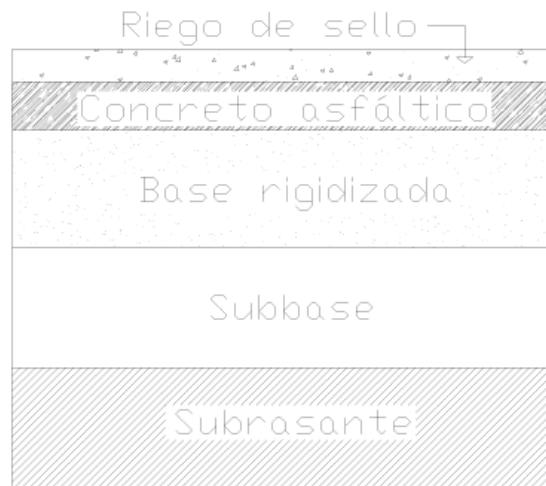 Riego de sello
Concreto asfáltico
Base rigidizada
Subbase
Subrasante